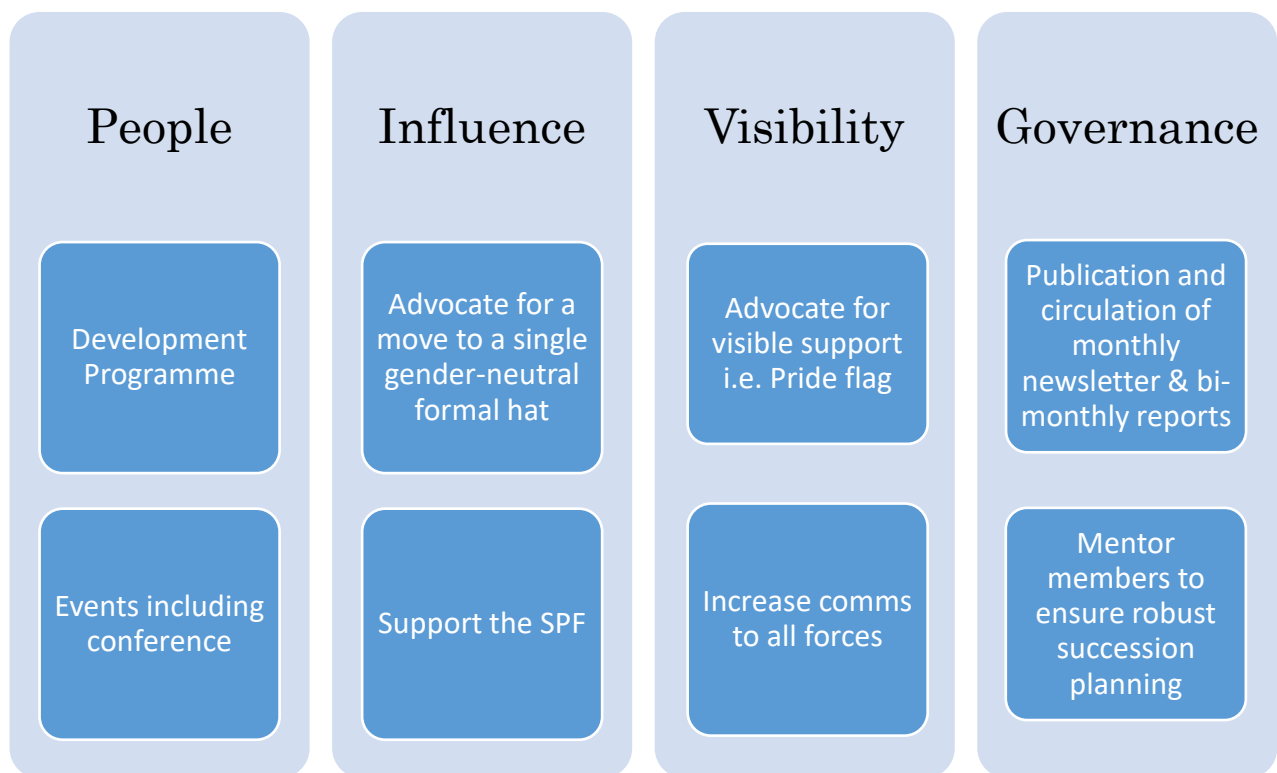 People
Development
Programme
Events including
conference
Influence
Advocate for a
move to a single
gender-neutral
formal hat
Support the SPF
Visibility
Advocate for
visible support
i.e. Pride flag
Increase comms
to all forces
Governance
Publication and
circulation of
monthly
newsletter & bi-
monthly reports
Mentor
members to
ensure robust
succession
planning